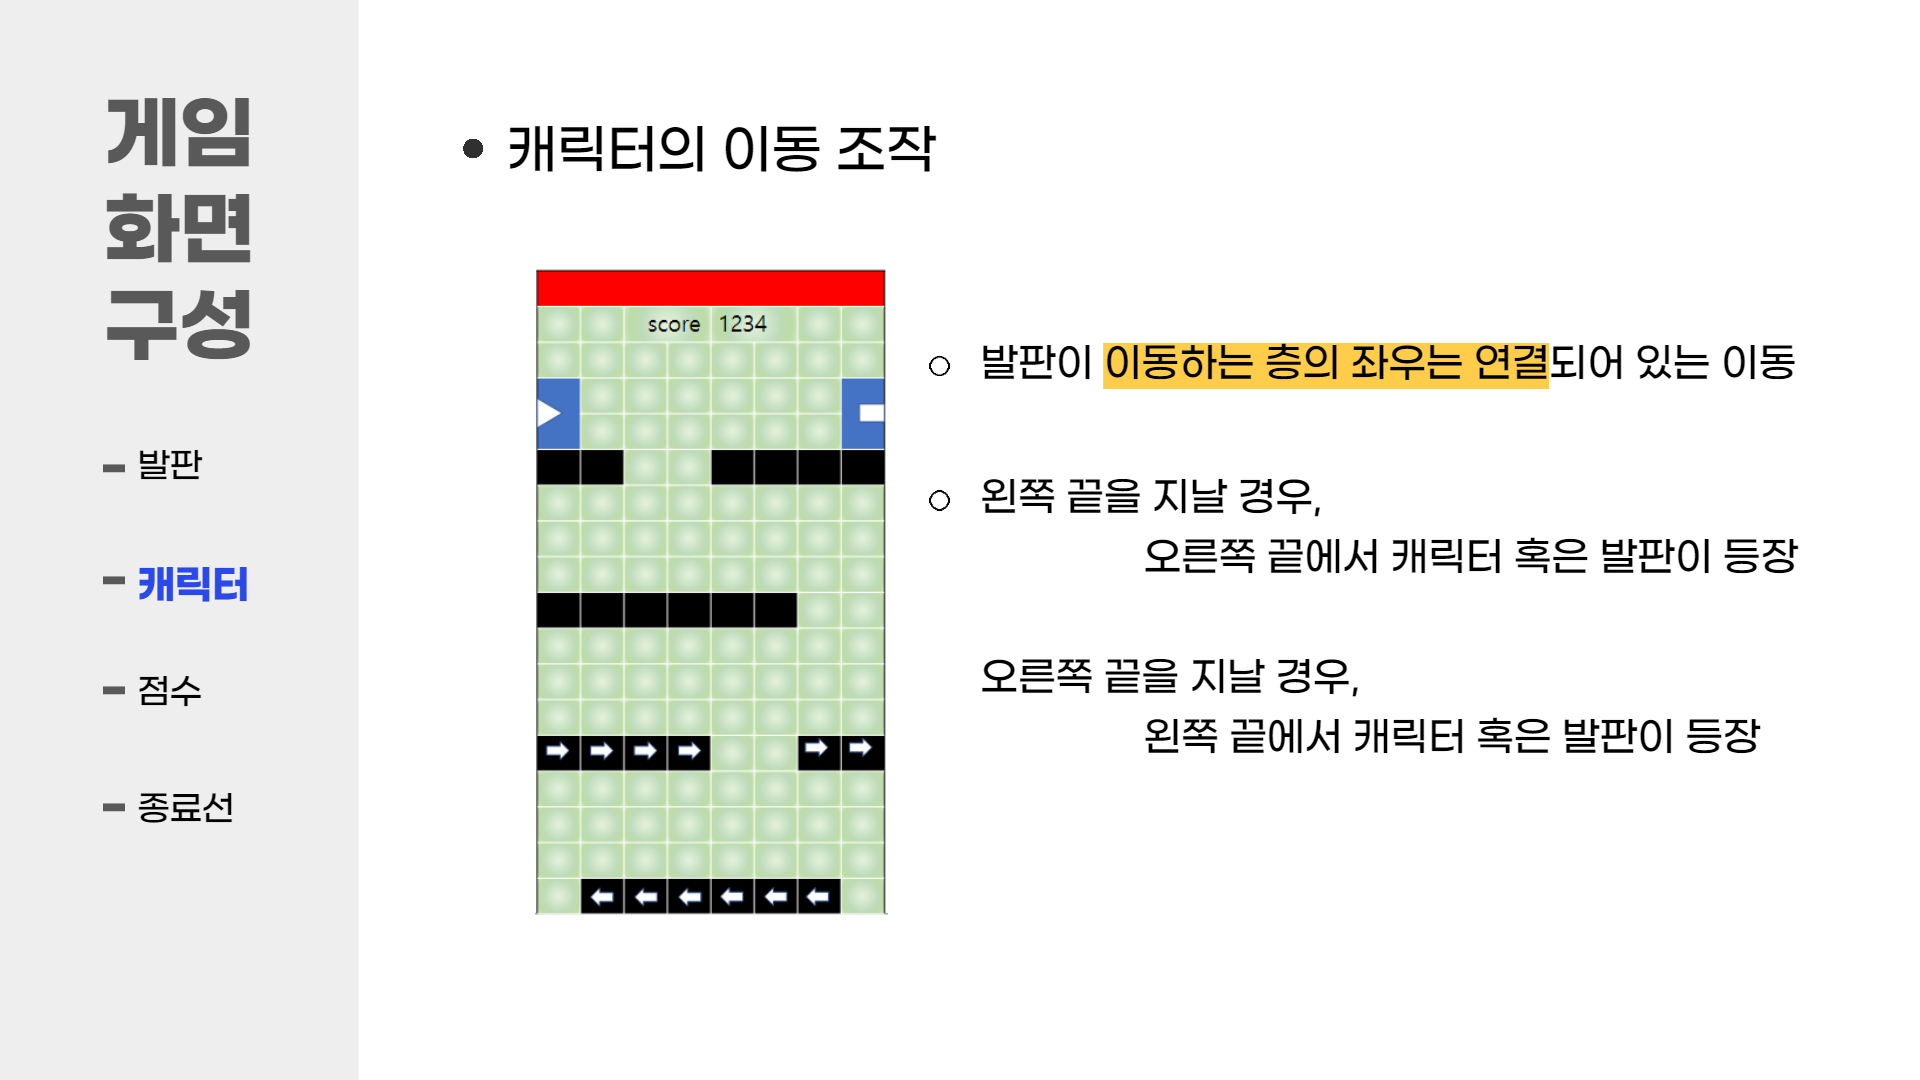 게임
화면
구성
- 발판
- 캐릭터
- 점수
- 종료선
• 캐릭터의 이동 조작
score 1234
○ 발판이 이동하는 층의 좌우는 연결되어 있는 이동
○ 왼쪽 끝을 지날 경우,
오른쪽 끝에서 캐릭터 혹은 발판이 등장
오른쪽 끝을 지날 경우,
왼쪽 끝에서 캐릭터 혹은 발판이 등장